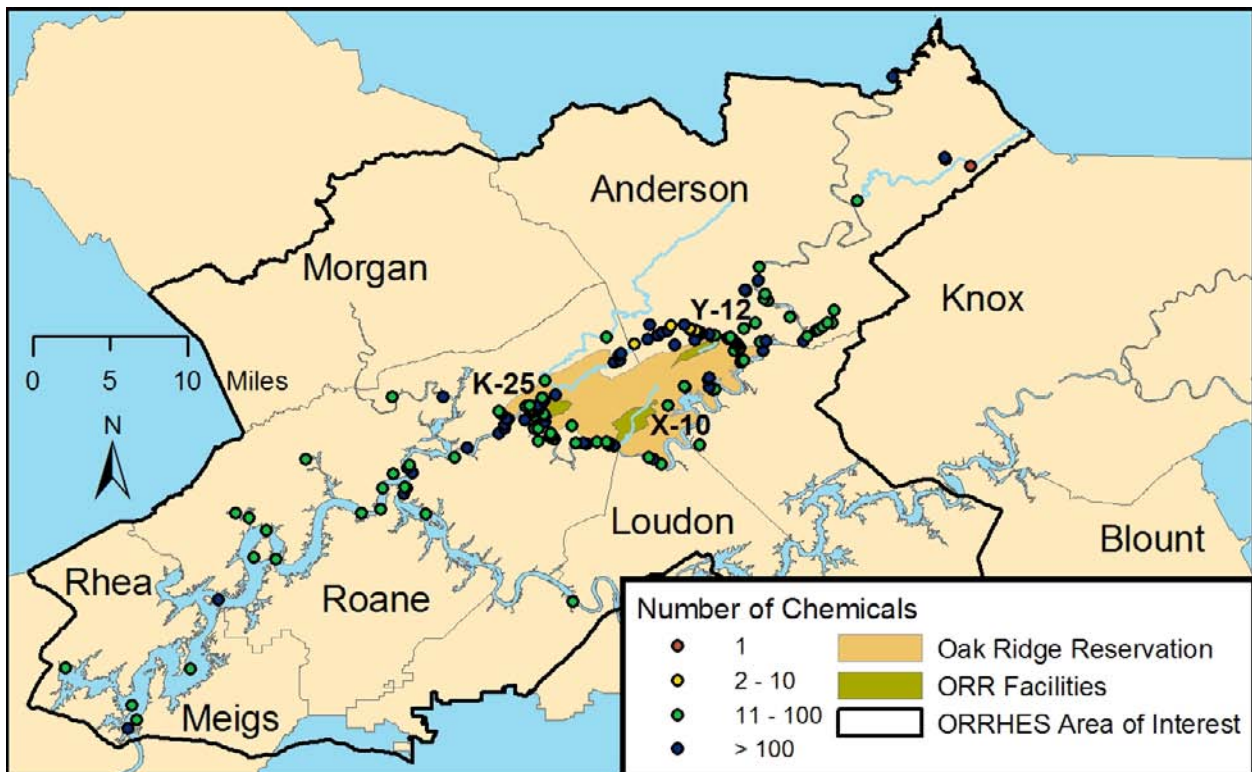 Anderson
Morgan
Knox
Y-12
0 5 10 Miles
K-25
N
X-10
Loudon
Blount
Rhea
Roane
Meigs
Number of Chemicals
1
2 - 10
11 - 100
> 100
Oak Ridge Reservation
ORR Facilities
ORRHES Area of Interest